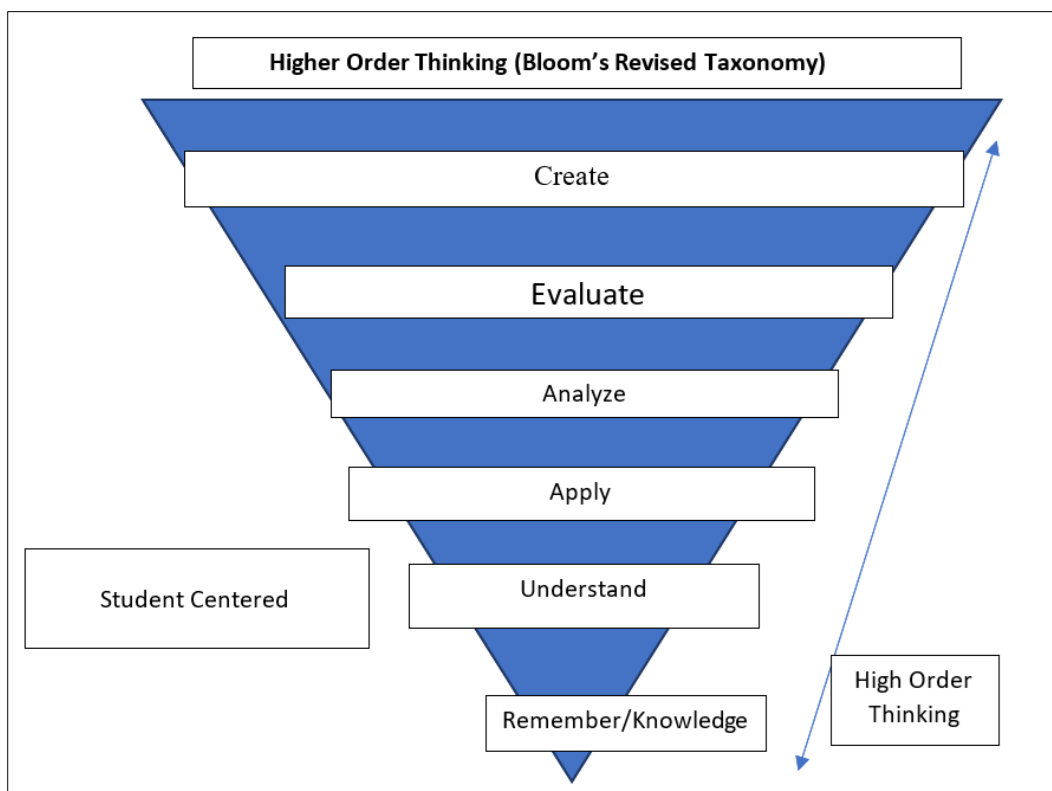 Higher Order Thinking (Bloom’s Revised Taxonomy)
Create
Evaluate
Analyze
Apply
Understand
Student Centered
Remember/Knowledge
High Order
Thinking